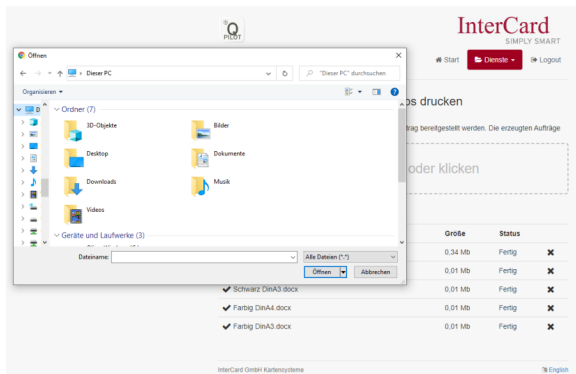 Q
PILOT
InterCard
SIMPLY SMART
Start
Dienste
Logout
Öffnen
Dieser PC
"Dieser PC" durchsuchen
Organisieren
D
Ordner (7)
3D-Objekte
Bilder
Desktop
Dokumente
Downloads
Musik
Videos
Geräte und Laufwerke (3)
Dateiname:
Alle Dateien (*.*)
Öffnen
Abbrechen
os drucken
trag bereitgestellt werden. Die erzeugten Aufträge
oder klicken
Größe Status
0,34 Mb Fertig
0,01 Mb Fertig
Schwarz DinA3.docx 0,01 Mb Fertig
Farbig DinA4.docx 0,01 Mb Fertig
Farbig DinA3.docx 0,01 Mb Fertig
InterCard GmbH Kartensysteme
English